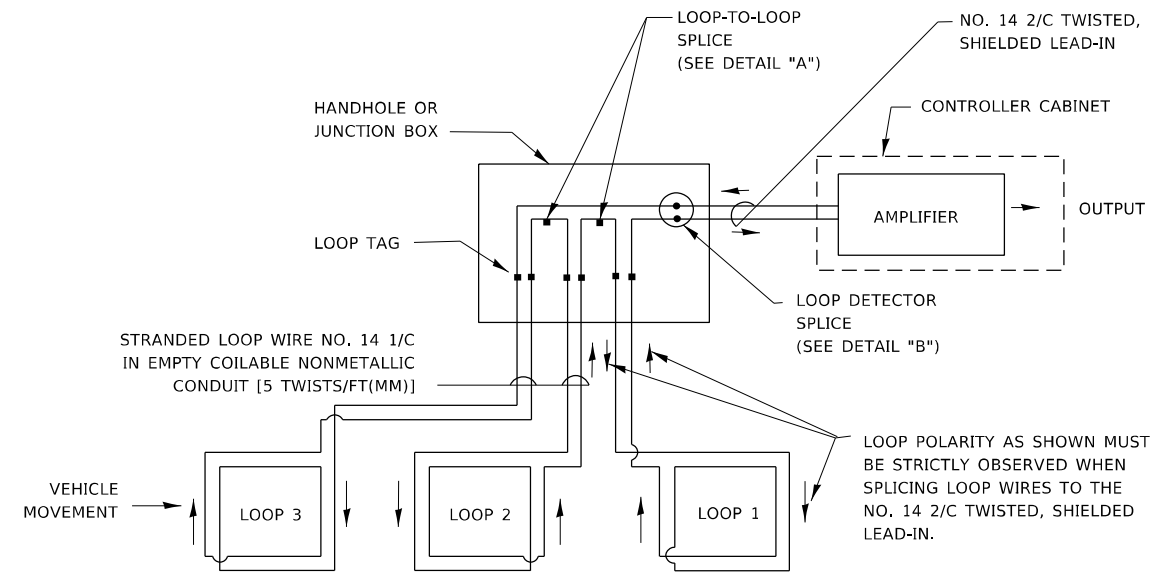 LOOP-TO-LOOP
SPLICE
(SEE DETAIL "A")
NO. 14 2/C TWISTED,
SHIELDED LEAD-IN
HANDHOLE OR
JUNCTION BOX
CONTROLLER CABINET
AMPLIFIER
OUTPUT
LOOP TAG
LOOP DETECTOR
SPLICE
(SEE DETAIL "B")
STRANDED LOOP WIRE NO. 14 1/C
IN EMPTY COILABLE NONMETALLIC
CONDUIT [5 TWISTS/FT(MM)]
LOOP POLARITY AS SHOWN MUST
BE STRICTLY OBSERVED WHEN
SPLICING LOOP WIRES TO THE
NO. 14 2/C TWISTED, SHIELDED
LEAD-IN.
VEHICLE
MOVEMENT
LOOP 3
LOOP 2
LOOP 1